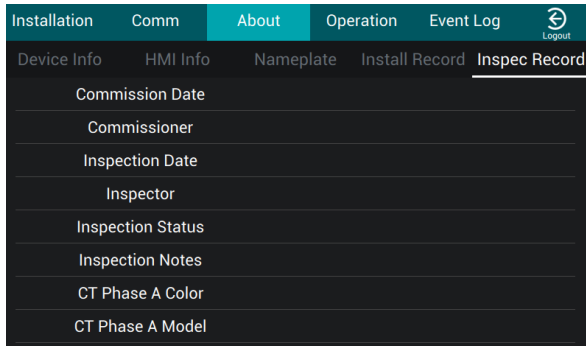 Installation Comm About Operation Event Log Logout
Device Info HMI Info Nameplate Install Record Inspec Record
Commission Date
Commissioner
Inspection Date
Inspector
Inspection Status
Inspection Notes
CT Phase A Color
CT Phase A Model